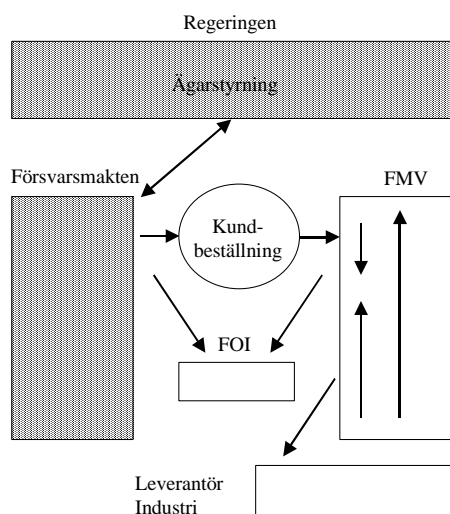 Regeringen
Ägarstyrning
Försvarsmakten
FMV
Kund-
beställning
FOI
Leverantör
Industri